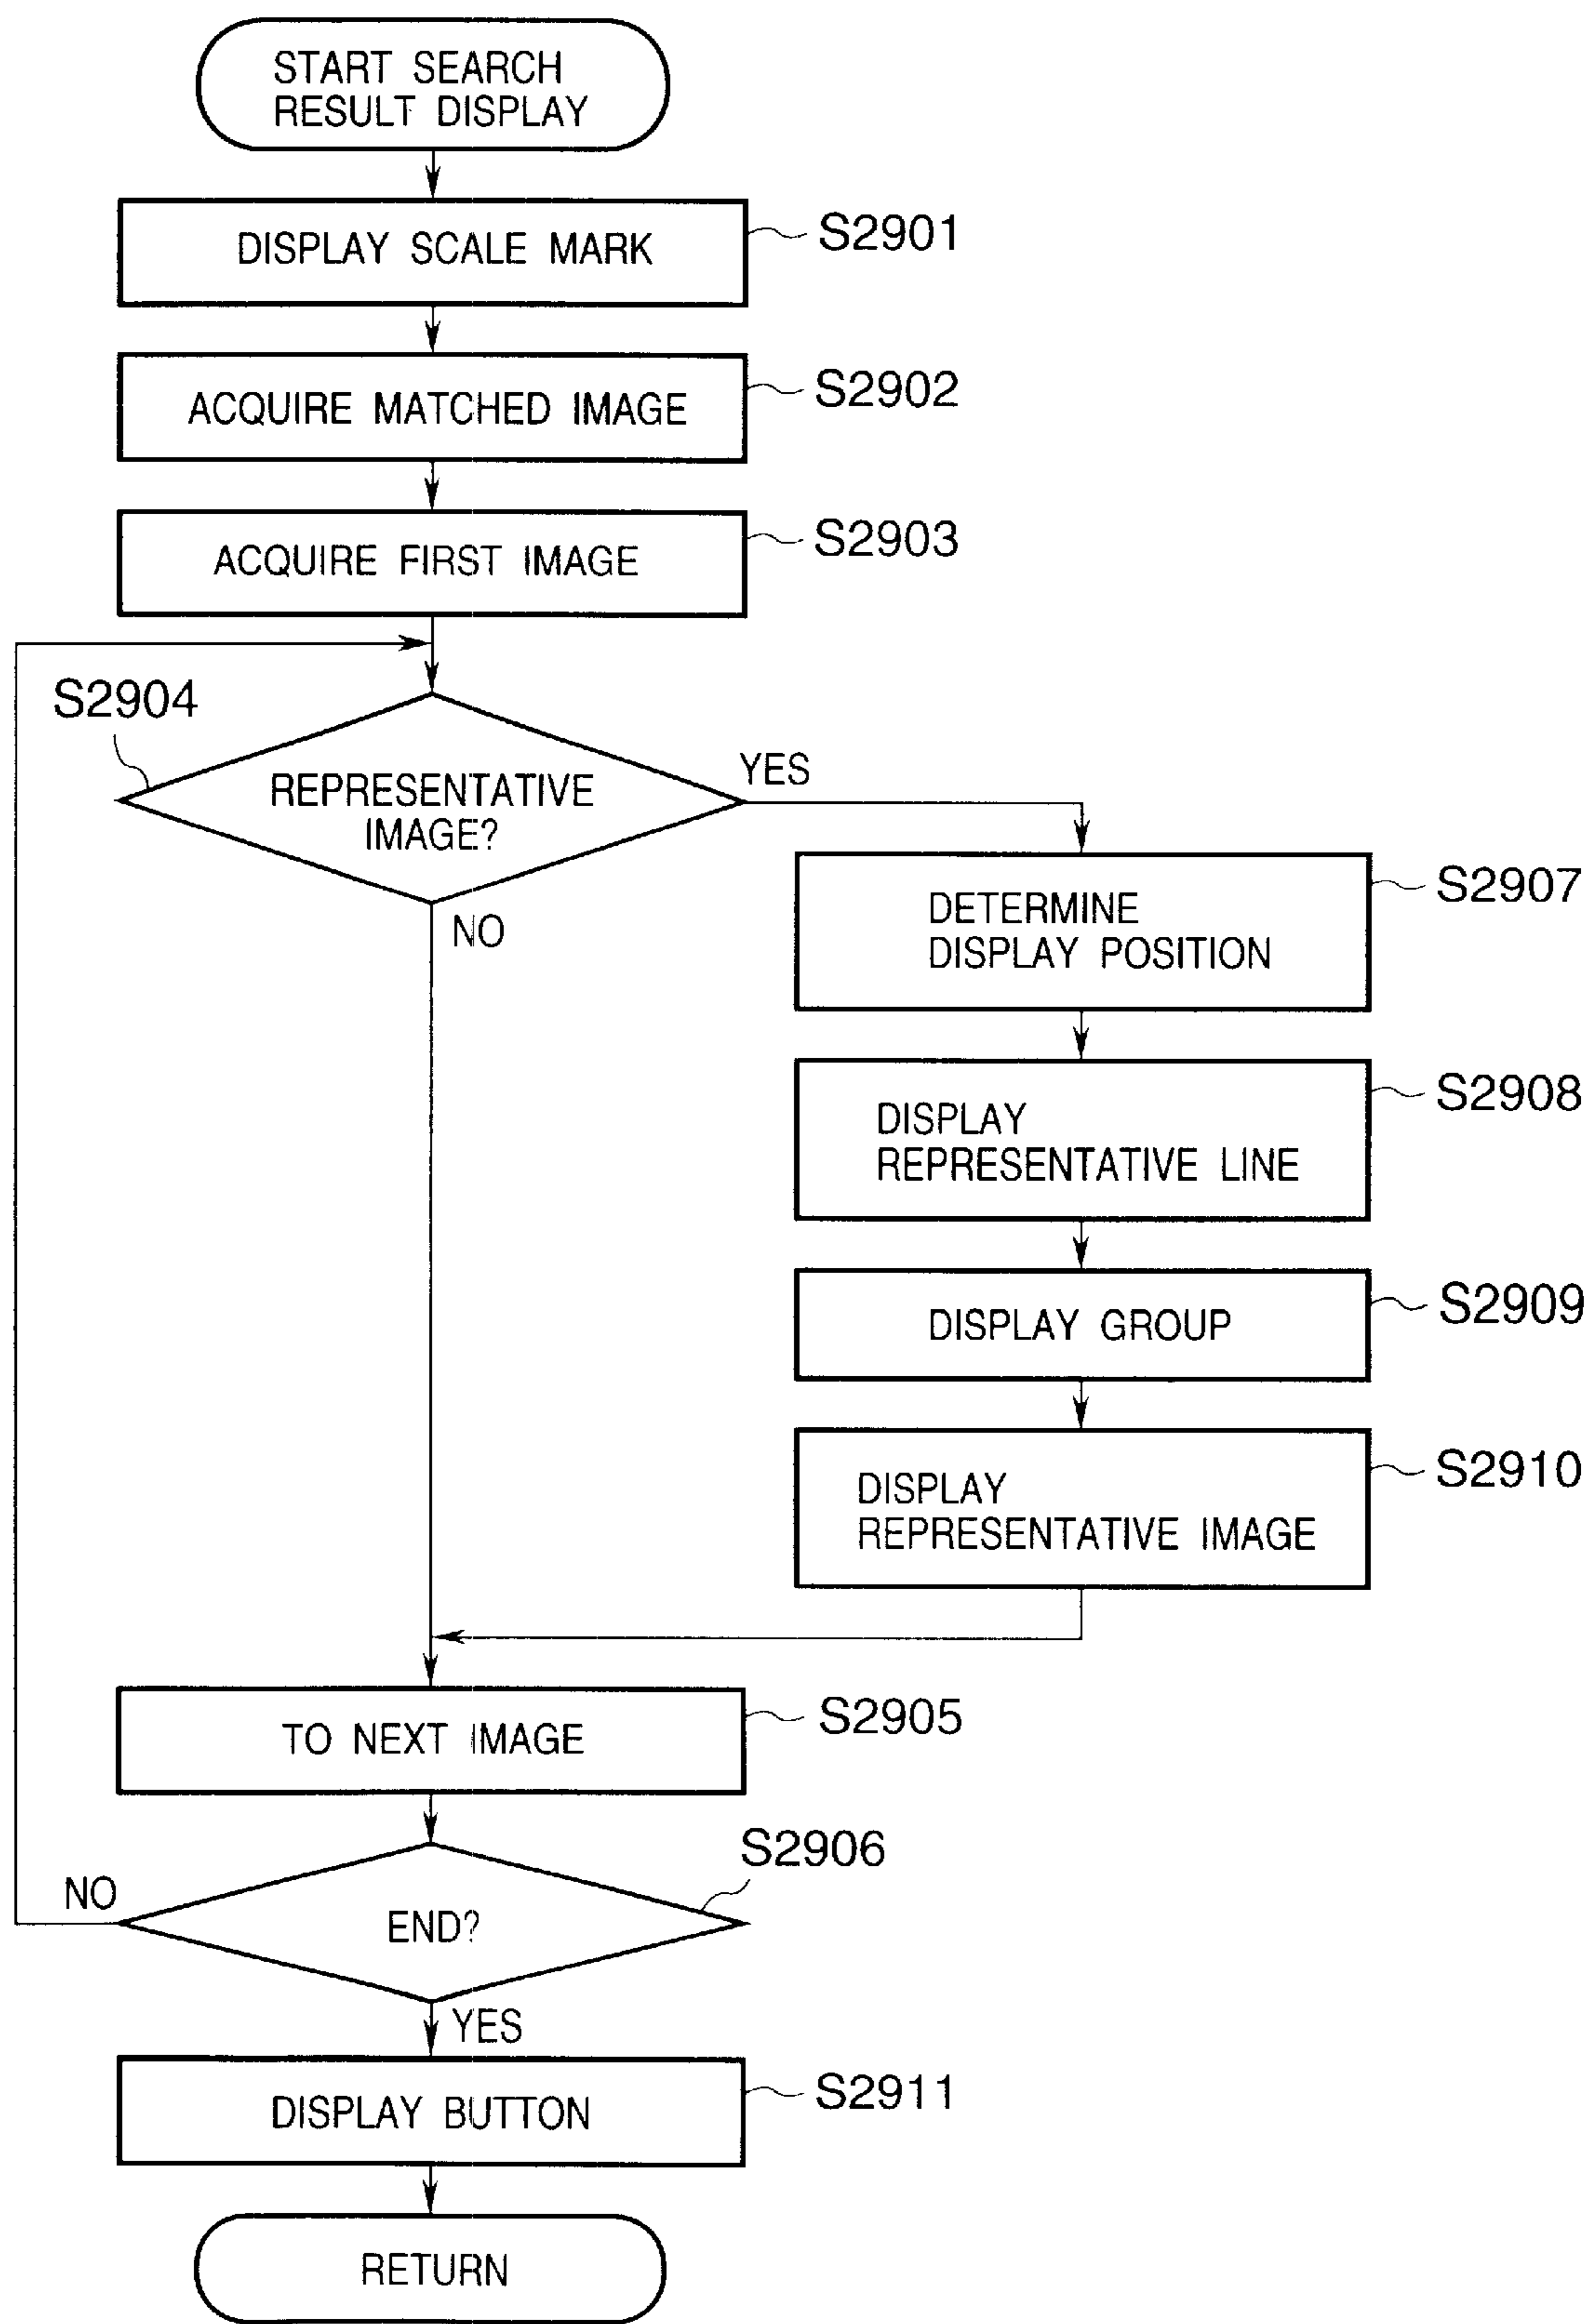 START SEARCH
RESULT DISPLAY
DISPLAY SCALE MARK
S2901
ACQUIRE MATCHED IMAGE
S2902
ACQUIRE FIRST IMAGE
S2903
S2904
REPRESENTATIVE
IMAGE?
YES
NO
DETERMINE
DISPLAY POSITION
S2907
DISPLAY
REPRESENTATIVE LINE
S2908
DISPLAY GROUP
S2909
DISPLAY
REPRESENTATIVE IMAGE
S2910
TO NEXT IMAGE
S2905
S2906
NO
END?
YES
DISPLAY BUTTON
S2911
RETURN